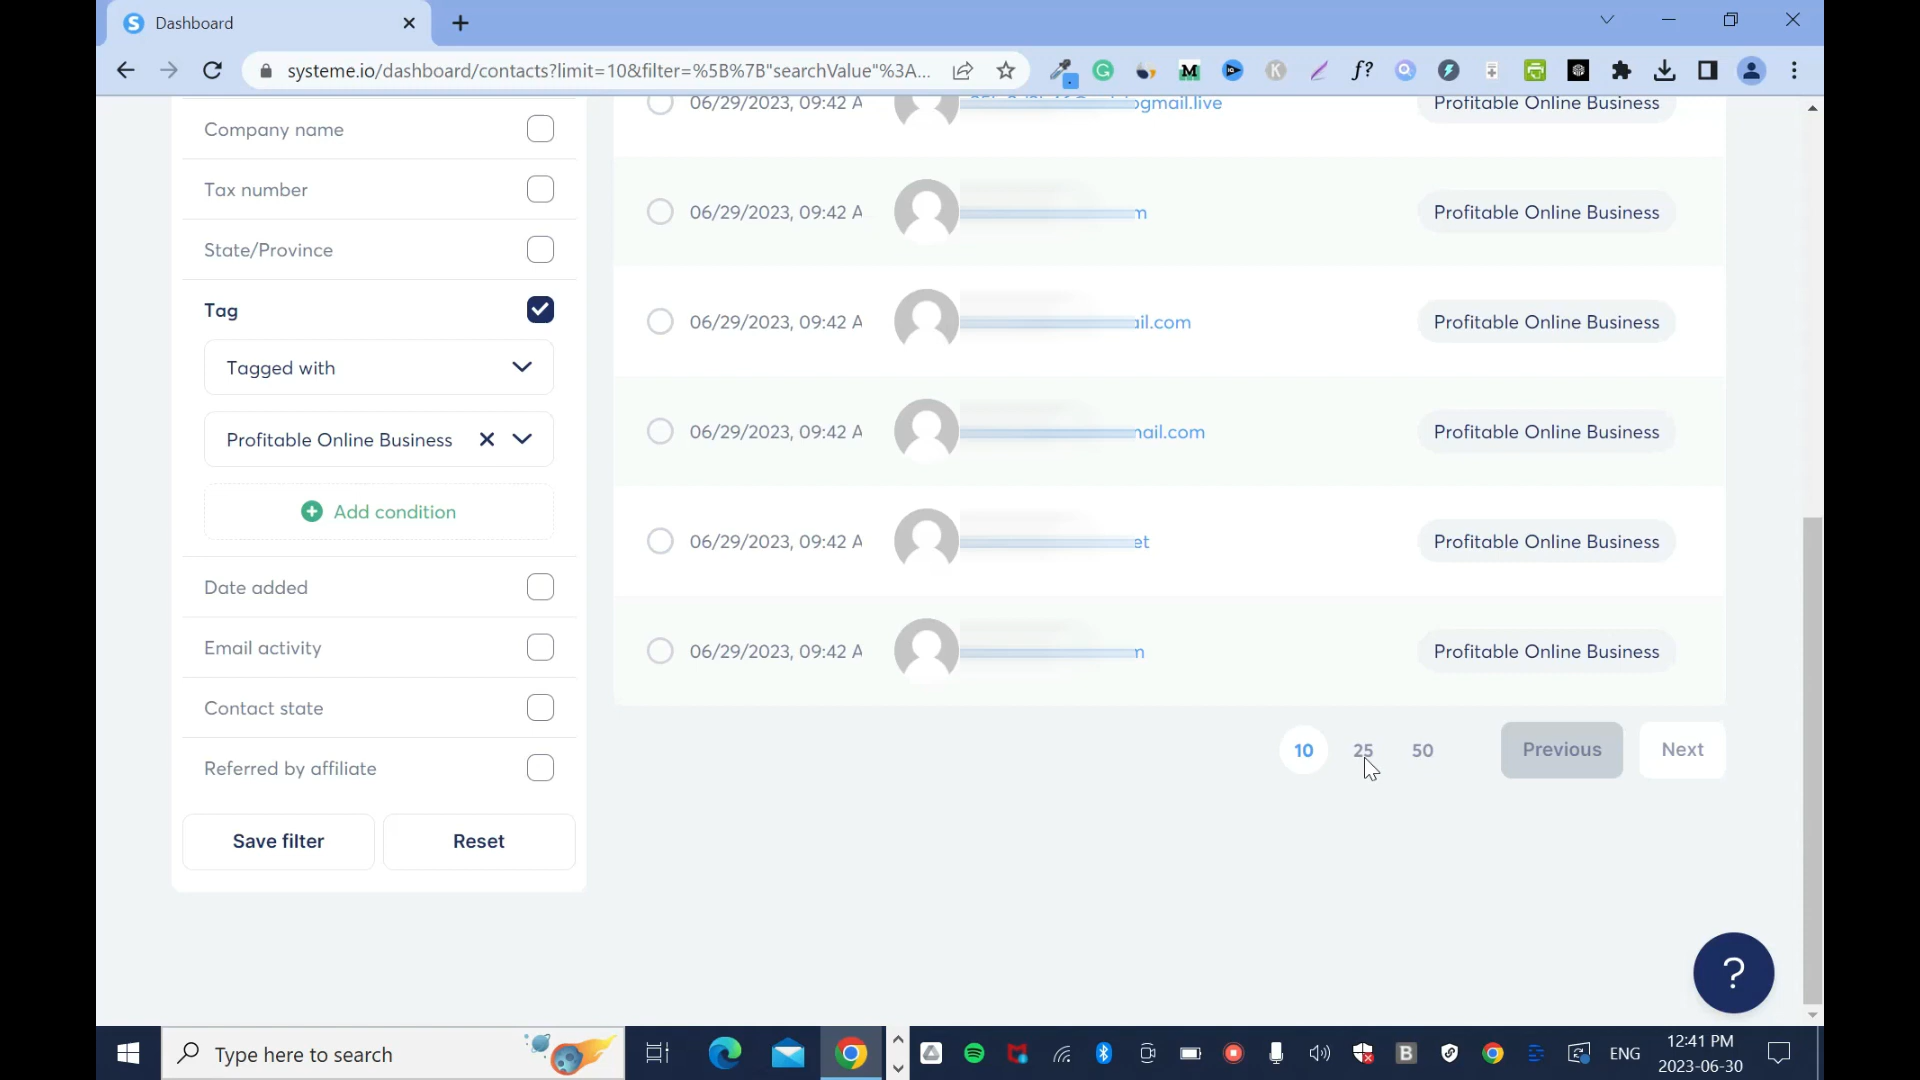 Dashboard
systeme.io/dashboard/contacts?limit=10&filter=%5B%7B"searchValue"%3A...
Company name
Tax number
State/Province
Tag
Tagged with
Profitable Online Business
Add condition
Date added
Email activity
Contact state
Referred by affiliate
Save filter
Reset
06/29/2023, 09:42 A
gmail.live
Profitable Online Business
06/29/2023, 09:42 A
m
Profitable Online Business
06/29/2023, 09:42 A
ail.com
Profitable Online Business
06/29/2023, 09:42 A
nail.com
Profitable Online Business
06/29/2023, 09:42 A
et
Profitable Online Business
06/29/2023, 09:42 A
n
Profitable Online Business
10
25
50
Previous
Next
?
Type here to search
ENG
12:41 PM
2023-06-30